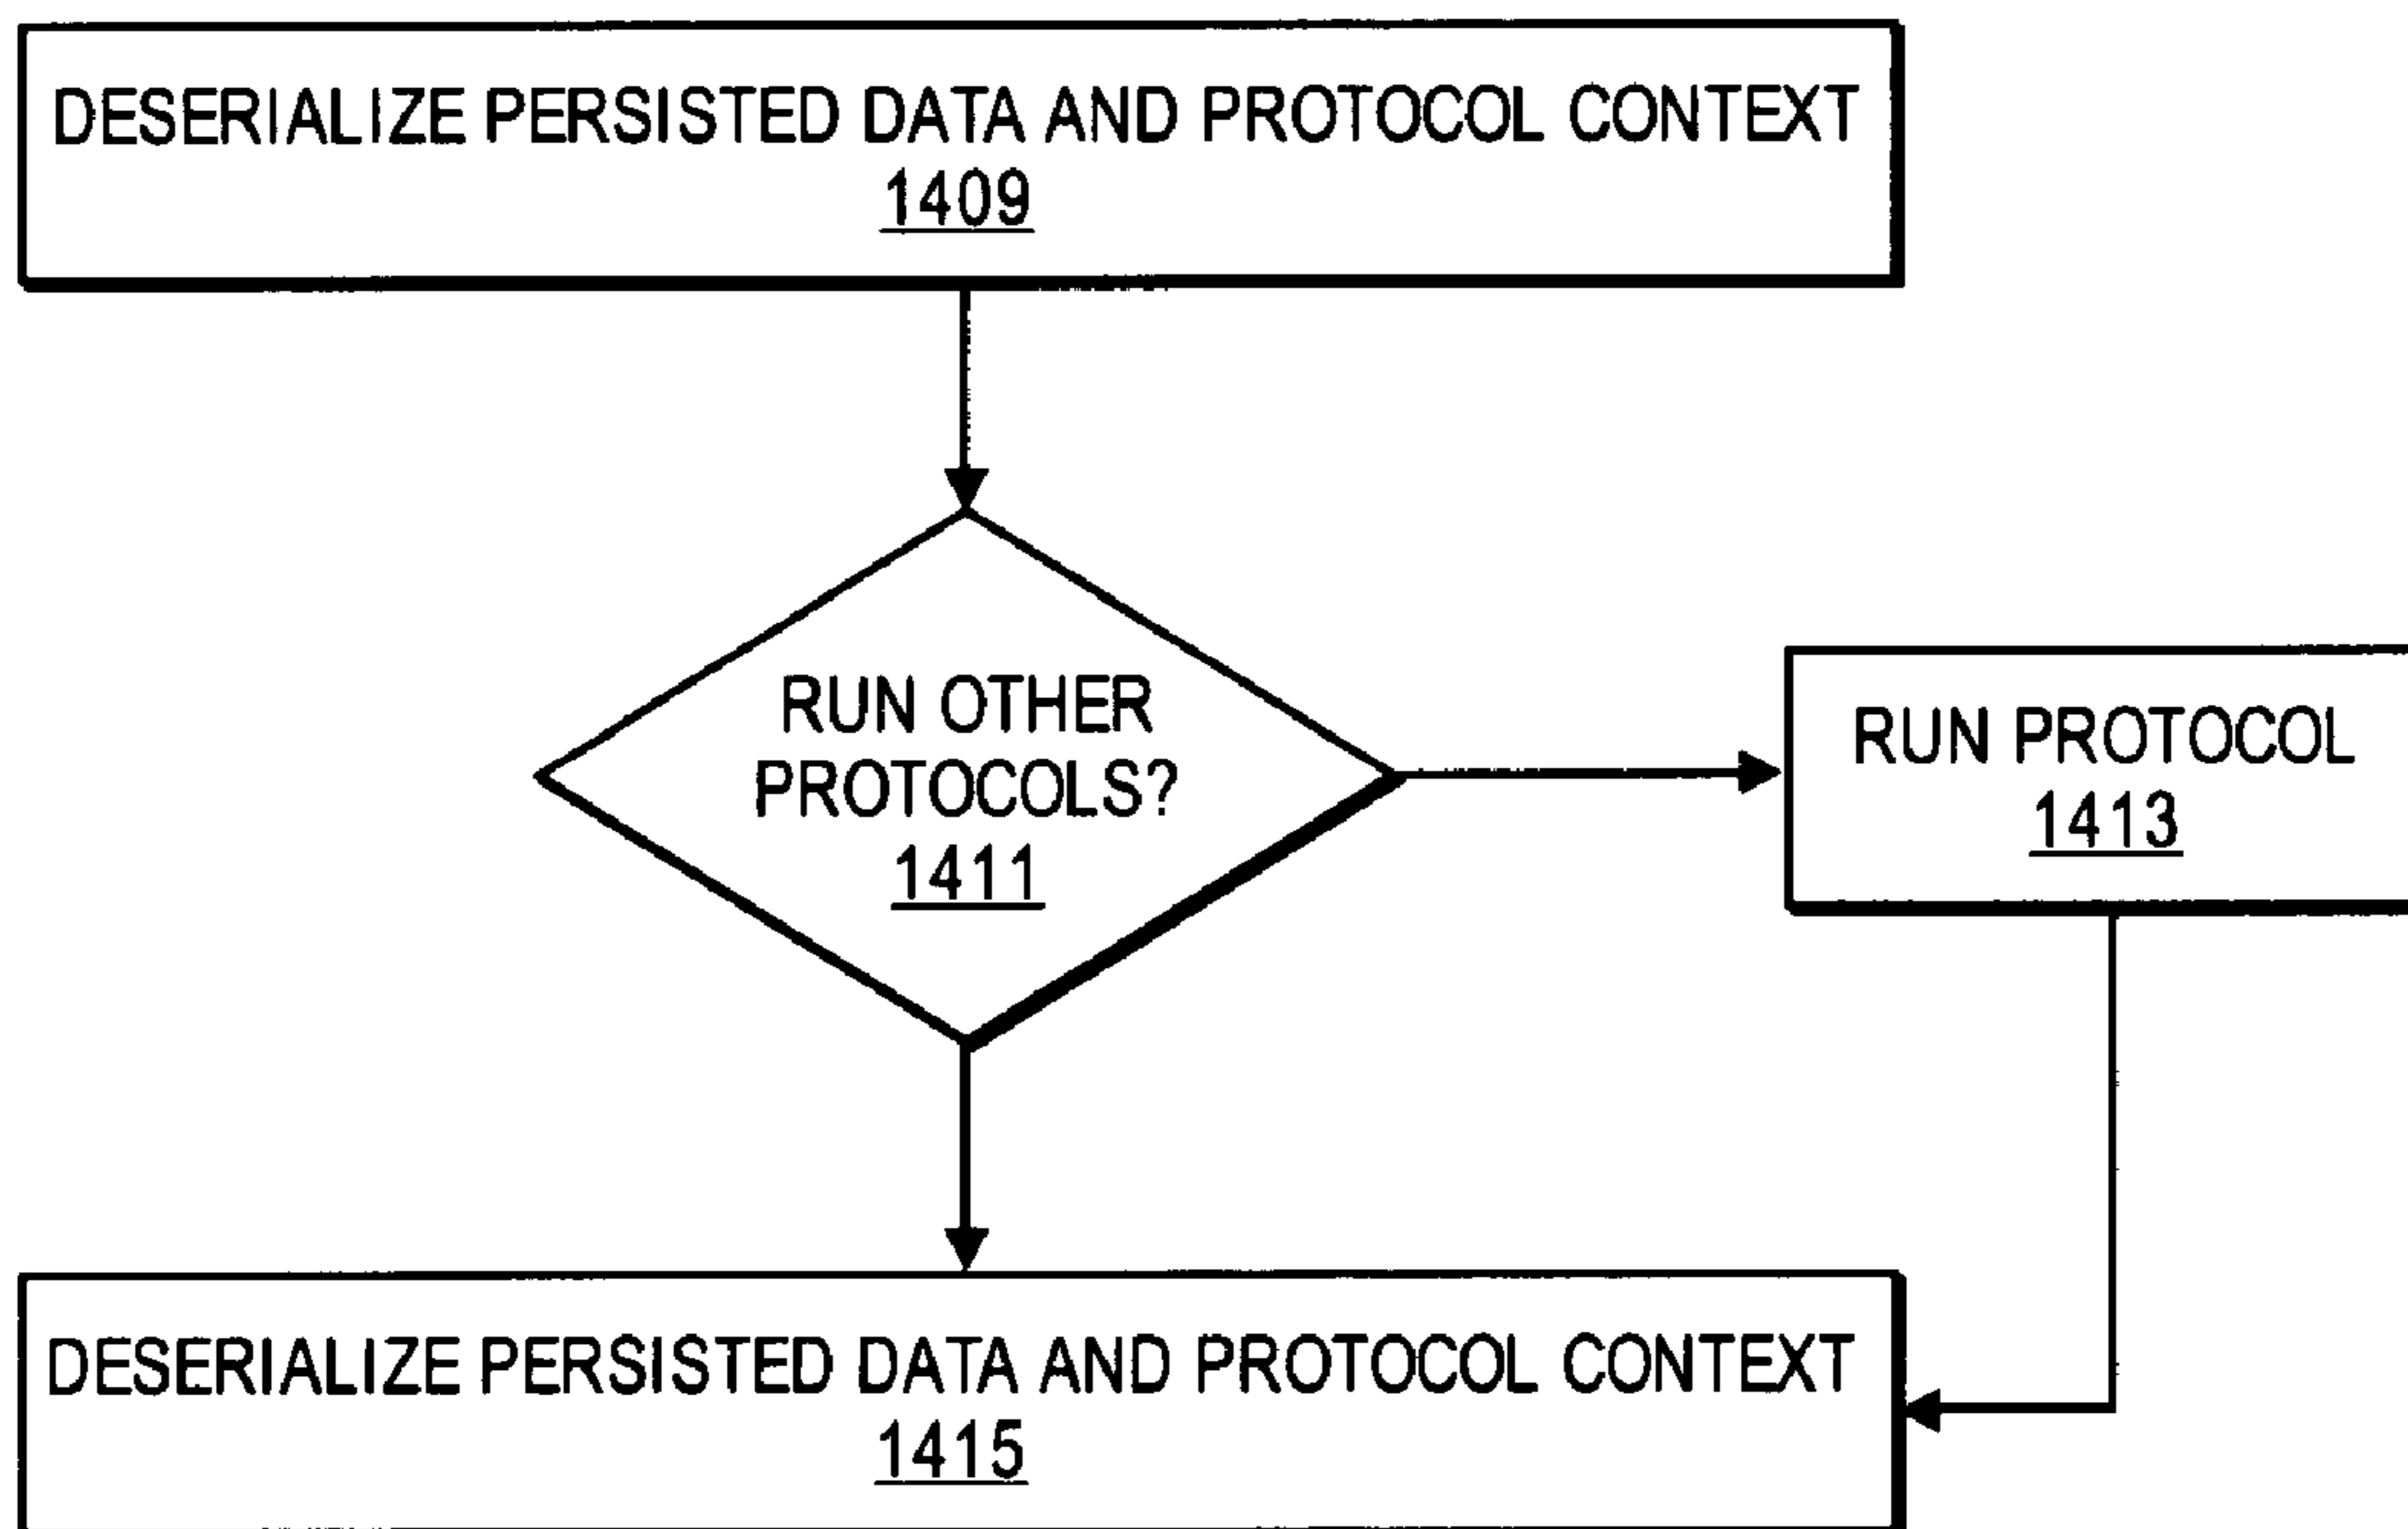 DESERIALIZE PERSISTED DATA AND PROTOCOL CONTEXT
1409
RUN OTHER
PROTOCOLS?
1411
RUN PROTOCOL
1413
DESERIALIZE PERSISTED DATA AND PROTOCOL CONTEXT
1415